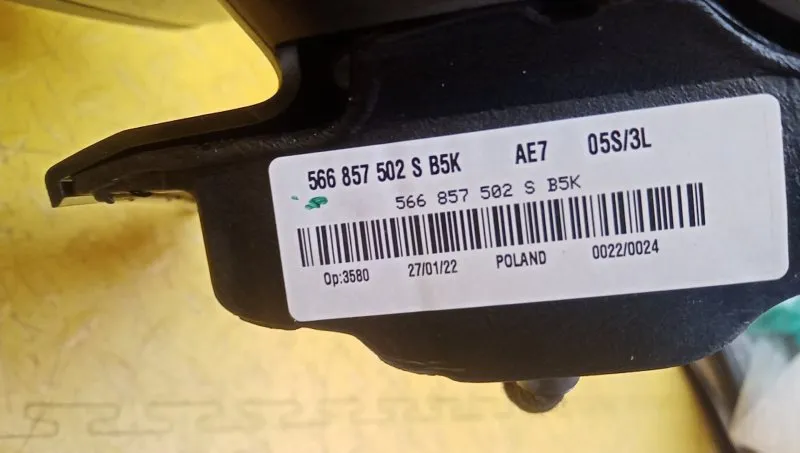 566 857 502 S B5K AE7 05S/3L
566 857 502 S B5K
Op:3580 27/01/22 POLAND 0022/0024